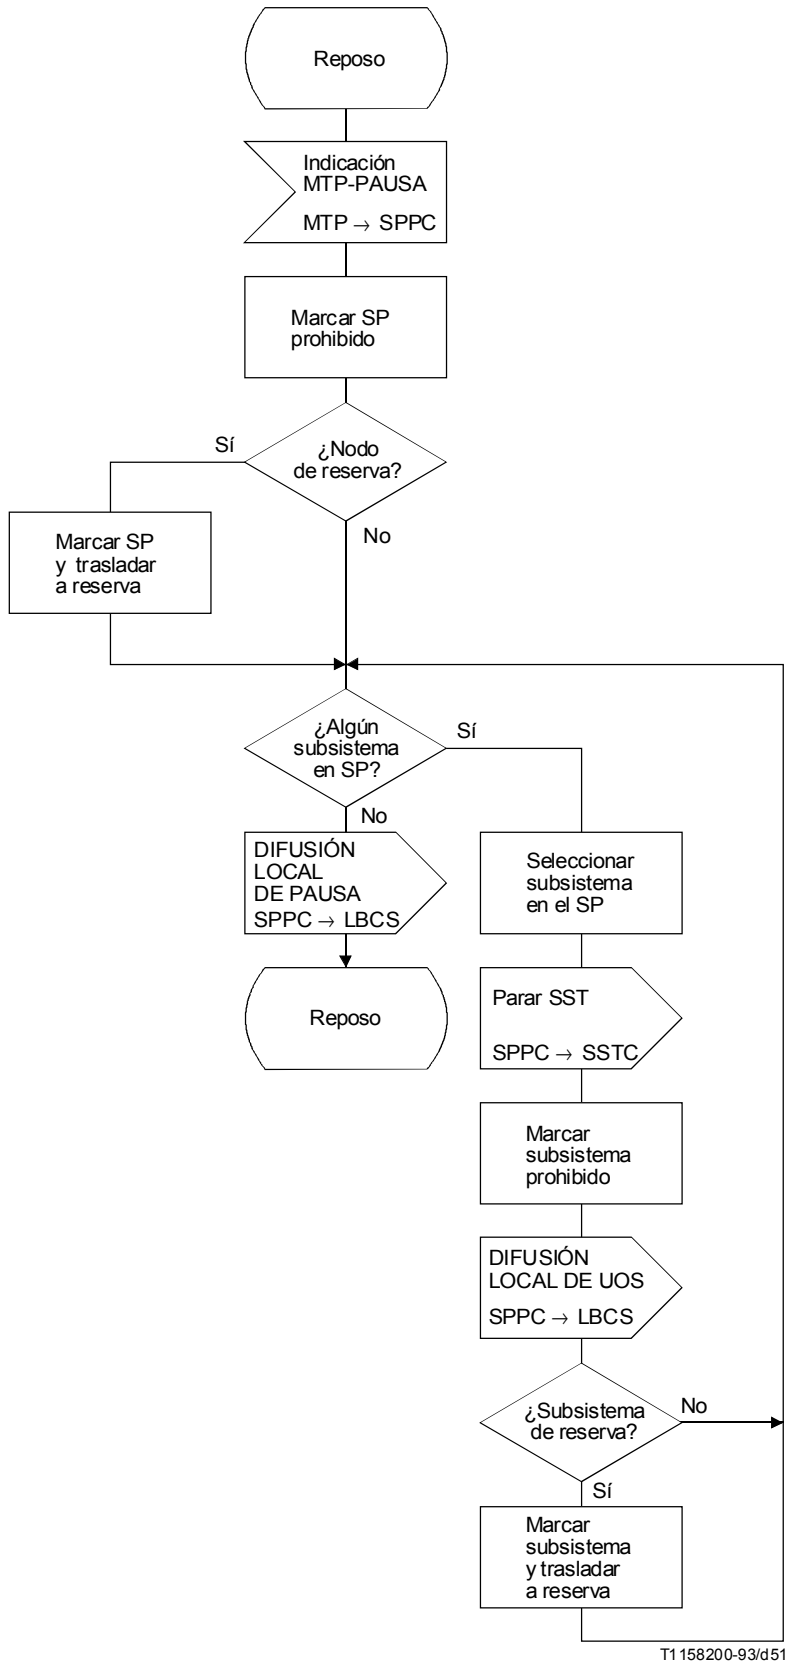 Reposo
Indicación
MTP-PAUSA
MTP → SPPC
Marcar SP
prohibido
¿Nodo
de reserva?
Sí
No
Marcar SP
y trasladar
a reserva
¿Algún
subsistema
en SP?
Sí
No
DIFUSIÓN
LOCAL
DE PAUSA
SPPC → LBCS
Reposo
Seleccionar
subsistema
en el SP
Parar SST
SPPC → SSTC
Marcar
subsistema
prohibido
DIFUSIÓN
LOCAL DE UOS
SPPC → LBCS
¿Subsistema
de reserva?
No
Sí
Marcar
subsistema
y trasladar
a reserva
T1158200-93/d51